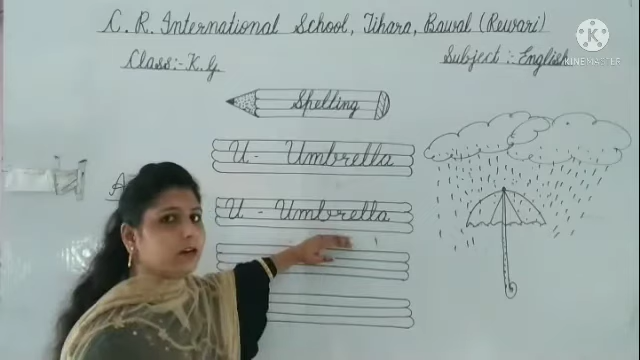 C. R. International School, Tihara, Bawal (Rewari)
Class:- K.G
Subject :- English
KINEMASTER
Spelling
U - Umbrella
U - Umbrella